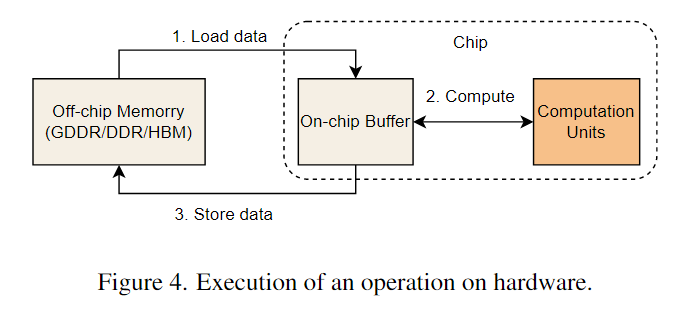 1. Load data
Chip
Off-chip Memorry
(GDDR/DDR/HBM)
On-chip Buffer
2. Compute
Computation
Units
3. Store data
Figure 4. Execution of an operation on hardware.